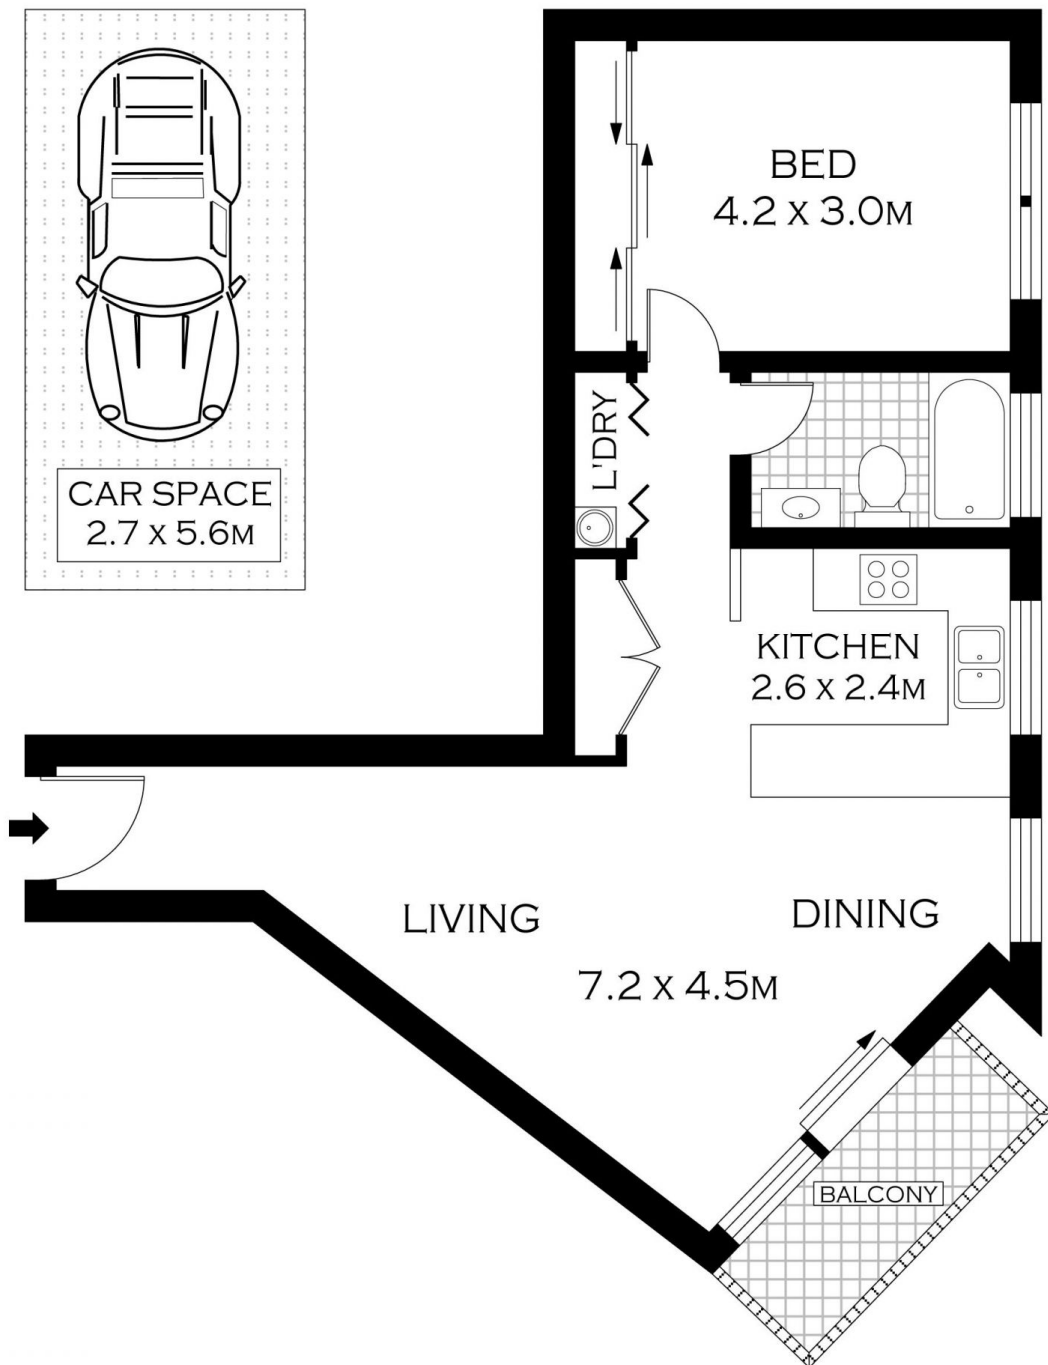 BED
4.2 X 3.0M
L'DRY
CAR SPACE
2.7 X 5.6M
KITCHEN
2.6 X 2.4M
LIVING
DINING
7.2 X 4.5M
BALCONY